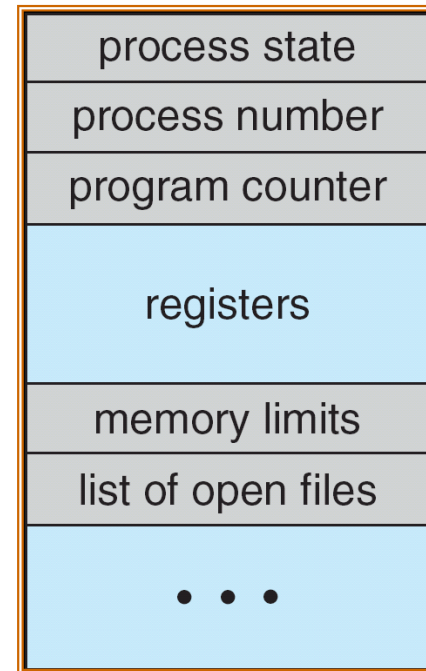 process state
process number
program counter
registers
memory limits
list of open files
• • •